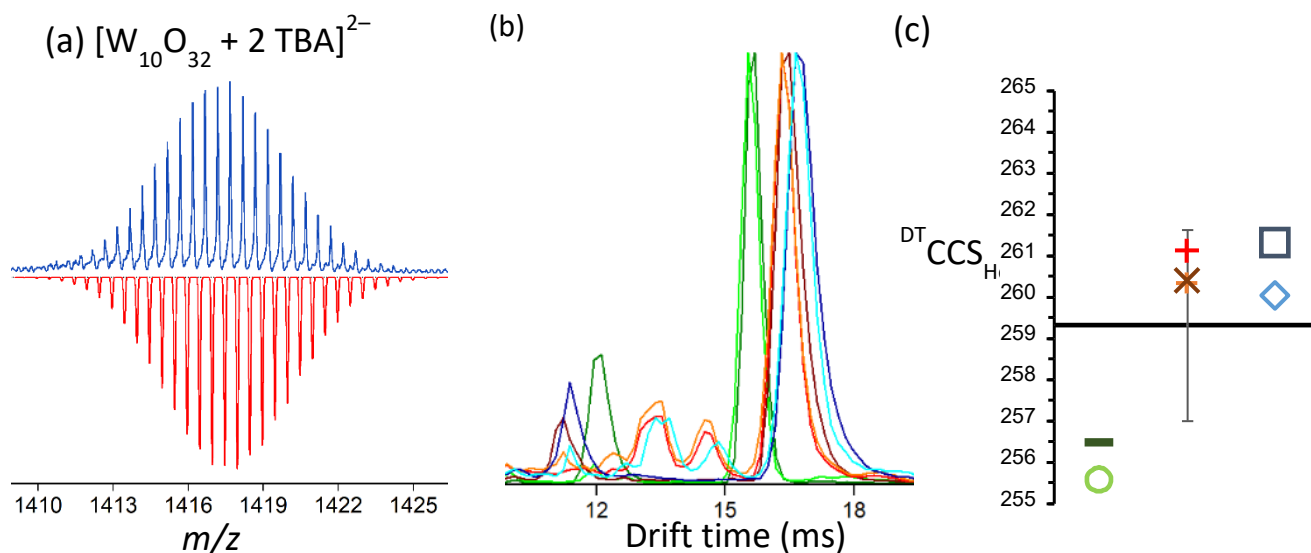 (a) [W₁₀O₃₂ + 2 TBA]²⁻
1410 1413 1416 1419 1422 1425
m/z
(b)
12 15 18
Drift time (ms)
(c)
265
264
263
262
261
260
259
258
257
256
255
ᴰᵀCCS